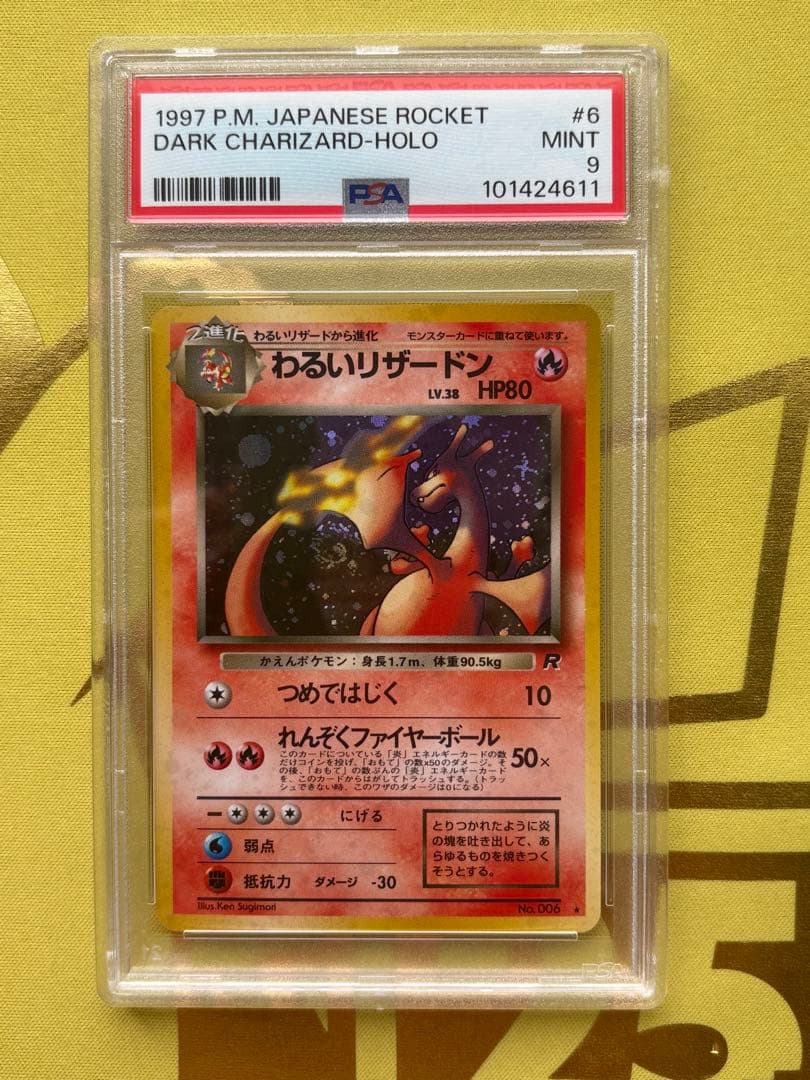 1997 P.M. JAPANESE ROCKET #6
DARK CHARIZARD-HOLO MINT
9
PSA 101424611
2進化 わるいリザードから進化 モンスターカードに重ねて使います。
わるいリザードン
LV.38 HP80
かえんポケモン:身長1.7m、体重90.5kg R
つめではじく 10
れんぞくファイヤーボール
このカードについている「炎」エネルギーカードの数
だけコインを投げ、「おもて」の数×50のダメージ。そ
の後、「おもて」の数ぶんの「炎」エネルギーカード
を、このカードからはがしてトラッシュする。(トラッ
シュできない時、このワザのダメージは0になる)
50×
にげる
弱点
抵抗力 ダメージ -30
とりつかれたように炎
の塊を吐き出して、あ
らゆるものを焼きつく
そうとする。
Illus.Ken Sugimori No.006 ★
PSA
25